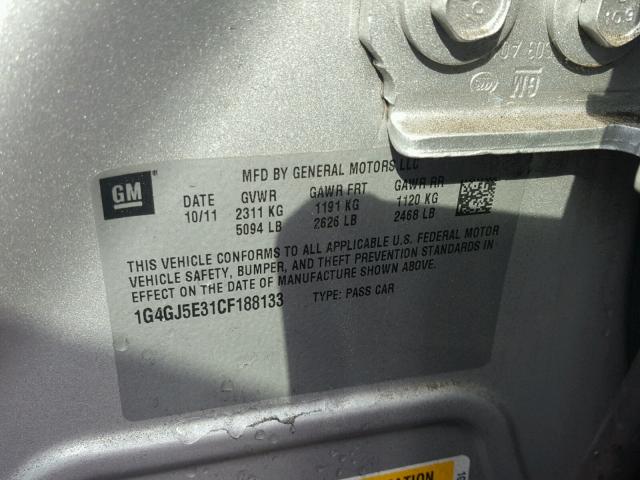 GM
MFD BY GENERAL MOTORS LLC
DATE GVWR GAWR FRT GAWR RR
10/11 2311 KG 1191 KG 1120 KG
5094 LB 2626 LB 2468 LB
THIS VEHICLE CONFORMS TO ALL APPLICABLE U.S. FEDERAL MOTOR
VEHICLE SAFETY, BUMPER, AND THEFT PREVENTION STANDARDS IN
EFFECT ON THE DATE OF MANUFACTURE SHOWN ABOVE.
1G4GJ5E31CF188133 TYPE: PASS CAR
GM